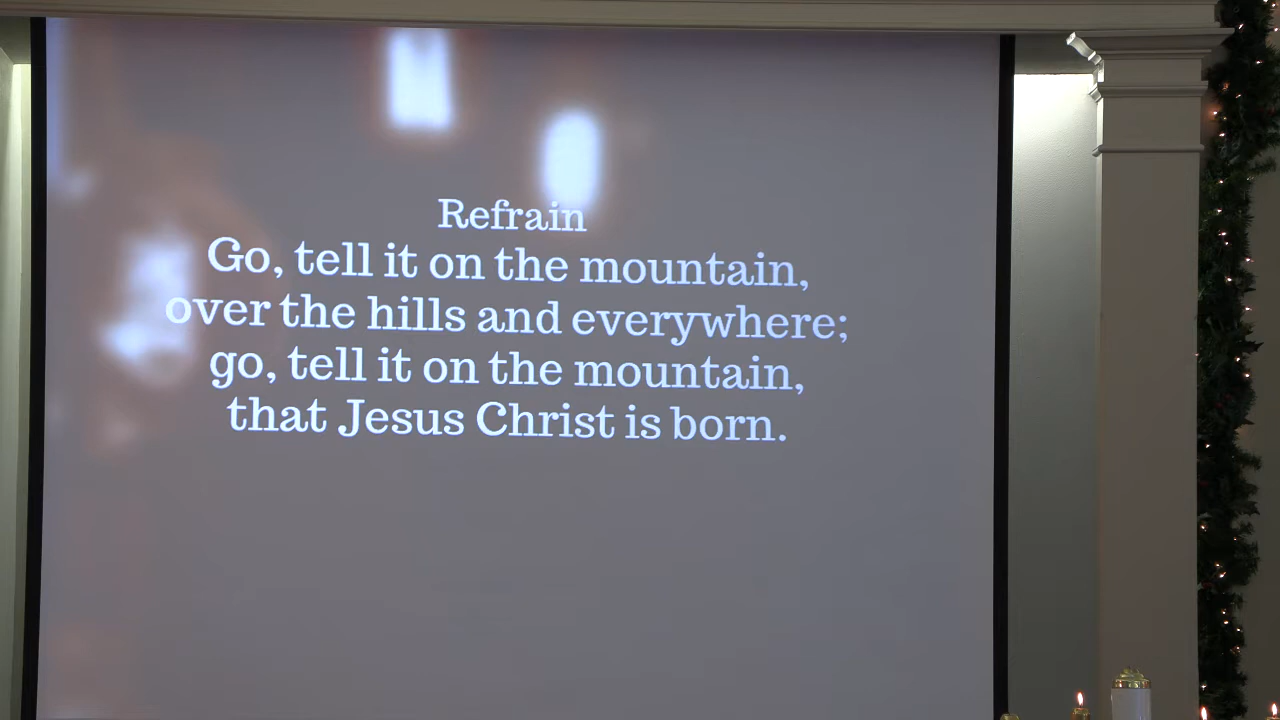 Refrain
Go, tell it on the mountain,
over the hills and everywhere;
go, tell it on the mountain,
that Jesus Christ is born.